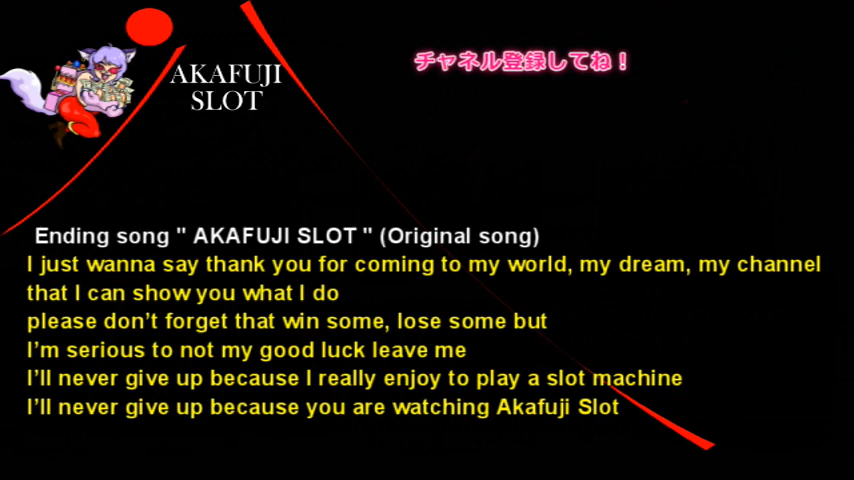 AKAFUJI
SLOT
チャネル登録してね！
Ending song " AKAFUJI SLOT " (Original song)
I just wanna say thank you for coming to my world, my dream, my channel
that I can show you what I do
please don't forget that win some, lose some but
I'm serious to not my good luck leave me
I'll never give up because I really enjoy to play a slot machine
I'll never give up because you are watching Akafuji Slot